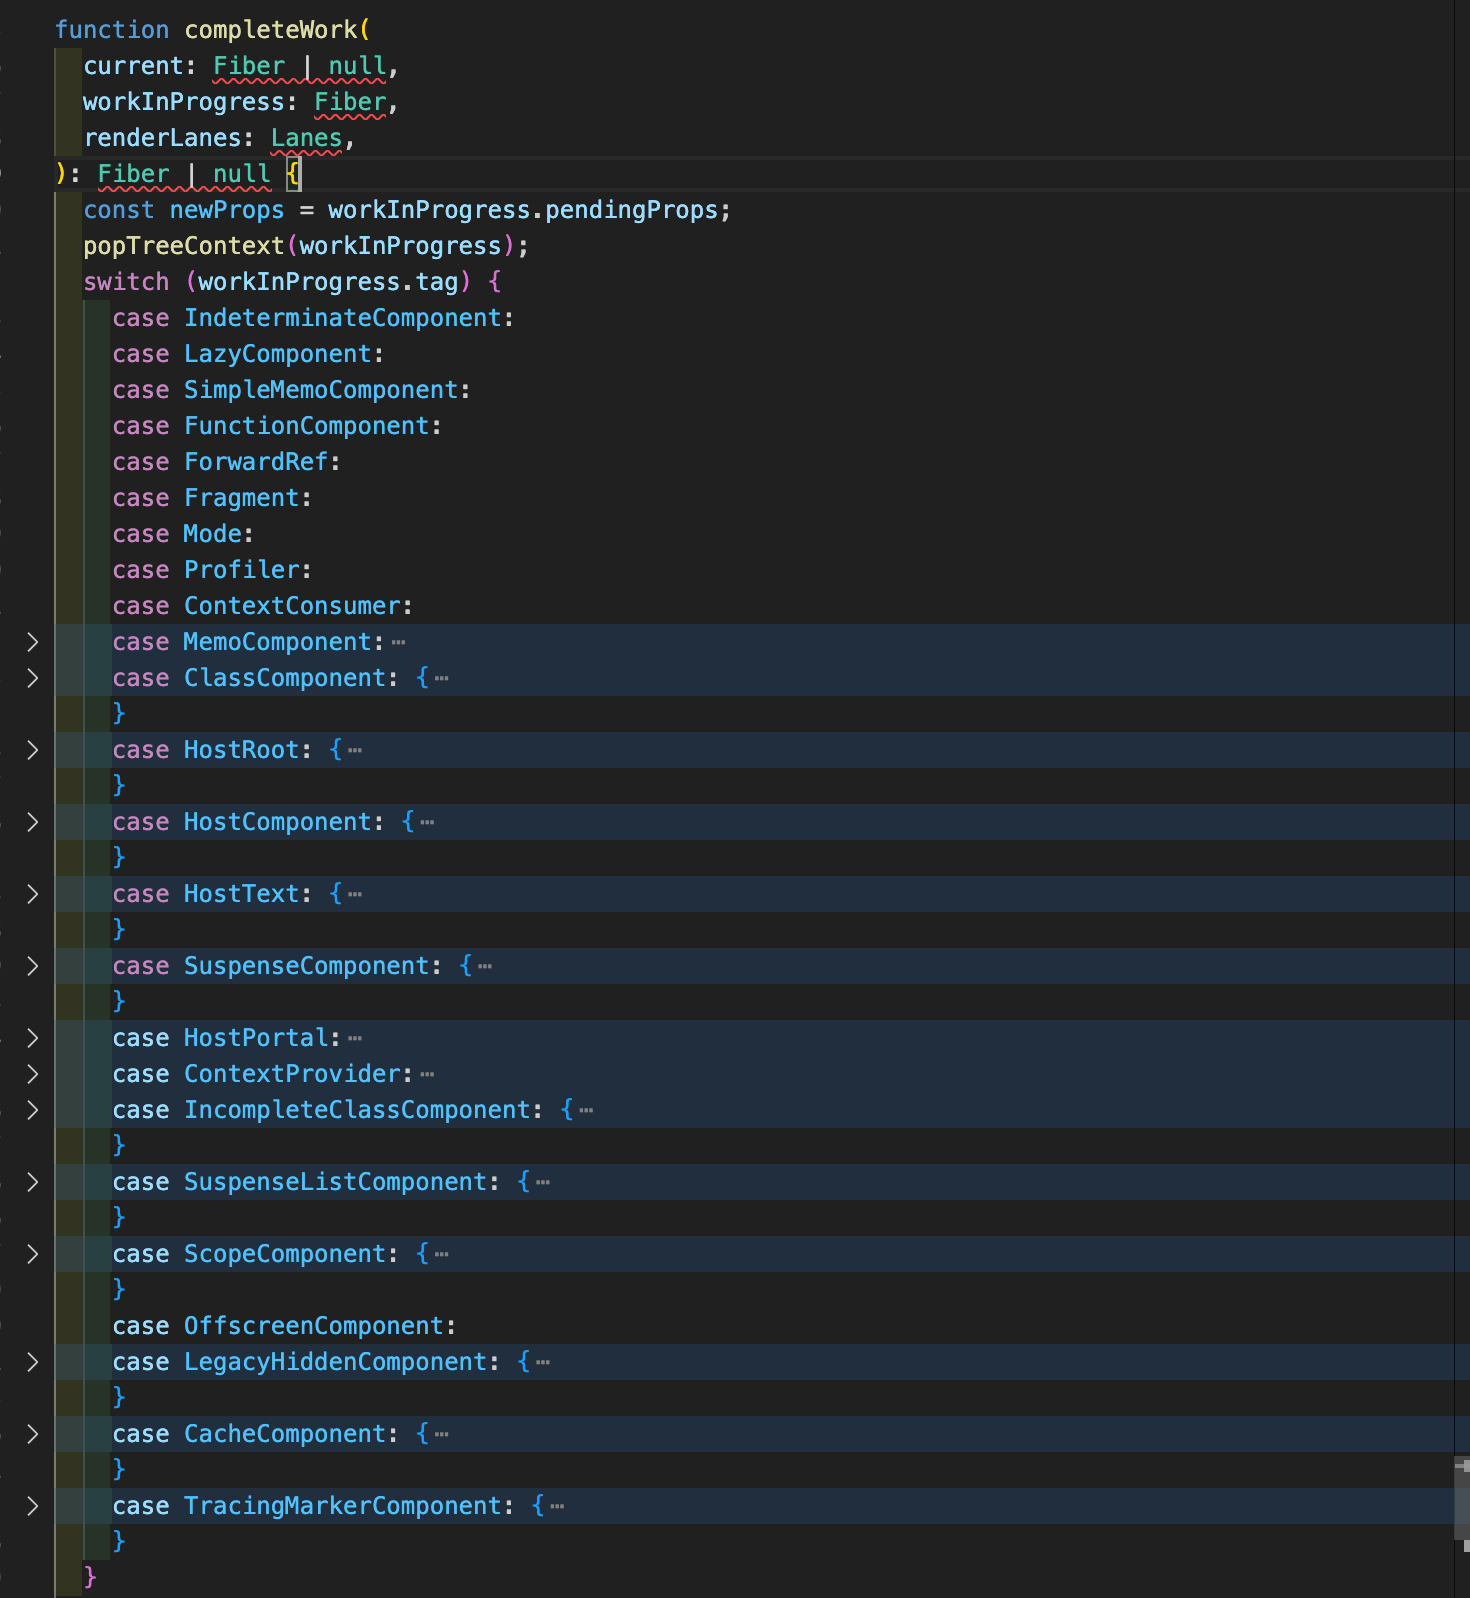 function completeWork(
current: Fiber | null,
workInProgress: Fiber,
renderLanes: Lanes,
): Fiber | null {
const newProps = workInProgress.pendingProps;
popTreeContext(workInProgress);
switch (workInProgress.tag) {
case IndeterminateComponent:
case LazyComponent:
case SimpleMemoComponent:
case FunctionComponent:
case ForwardRef:
case Fragment:
case Mode:
case Profiler:
case ContextConsumer:
case MemoComponent:⋯
case ClassComponent: {⋯
}
case HostRoot: {⋯
}
case HostComponent: {⋯
}
case HostText: {⋯
}
case SuspenseComponent: {⋯
}
case HostPortal:⋯
case ContextProvider:⋯
case IncompleteClassComponent: {⋯
}
case SuspenseListComponent: {⋯
}
case ScopeComponent: {⋯
}
case OffscreenComponent:
case LegacyHiddenComponent: {⋯
}
case CacheComponent: {⋯
}
case TracingMarkerComponent: {⋯
}
}